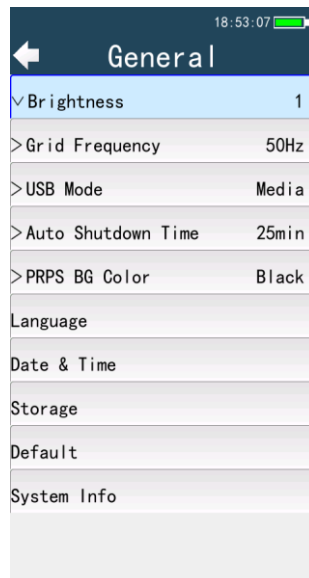 18:53:07
General
Brightness 1
>Grid Frequency 50Hz
>USB Mode Media
>Auto Shutdown Time 25min
>PRPS BG Color Black
Language
Date & Time
Storage
Default
System Info